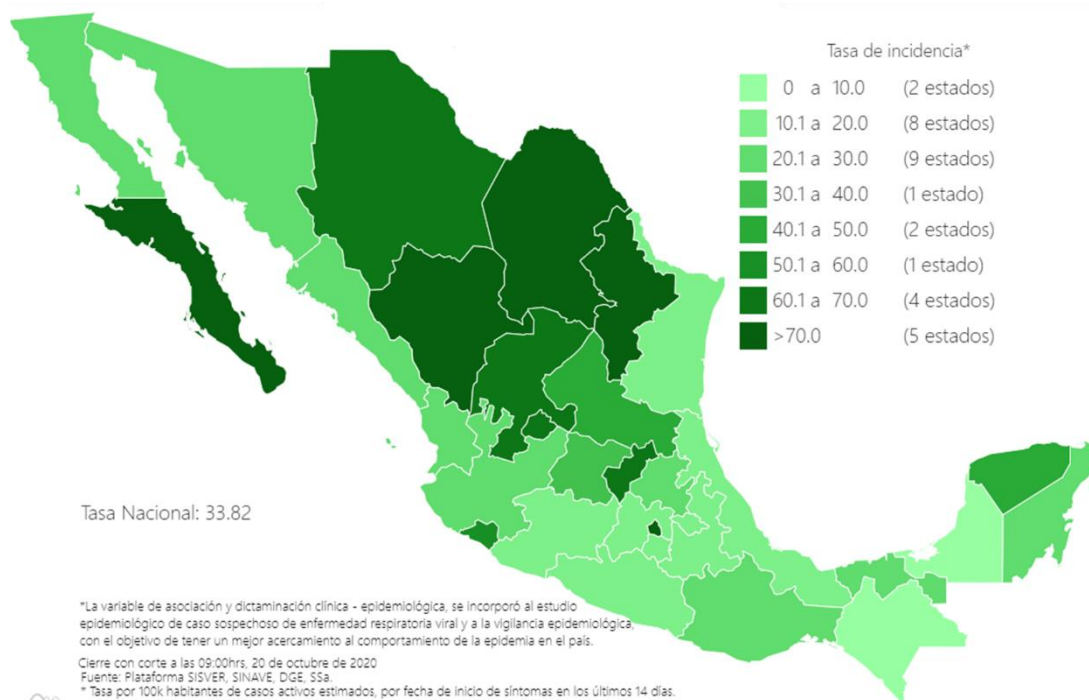 Tasa de incidencia*
0 a 10.0 (2 estados)
10.1 a 20.0 (8 estados)
20.1 a 30.0 (9 estados)
30.1 a 40.0 (1 estado)
40.1 a 50.0 (2 estados)
50.1 a 60.0 (1 estado)
60.1 a 70.0 (4 estados)
>70.0 (5 estados)
Tasa Nacional: 33.82
*La variable de asociación y dictaminación clínica - epidemiológica, se incorporó al estudio
epidemiológico de caso sospechoso de enfermedad respiratoria viral y a la vigilancia epidemiológica,
con el objetivo de tener un mejor acercamiento al comportamiento de la epidemia en el país.
Cierre con corte a las 09:00hrs, 20 de octubre de 2020
Fuente: Plataforma SISVER, SINAVE, DGE, SSa.
* Tasa por 100k habitantes de casos activos estimados, por fecha de inicio de síntomas en los últimos 14 días.